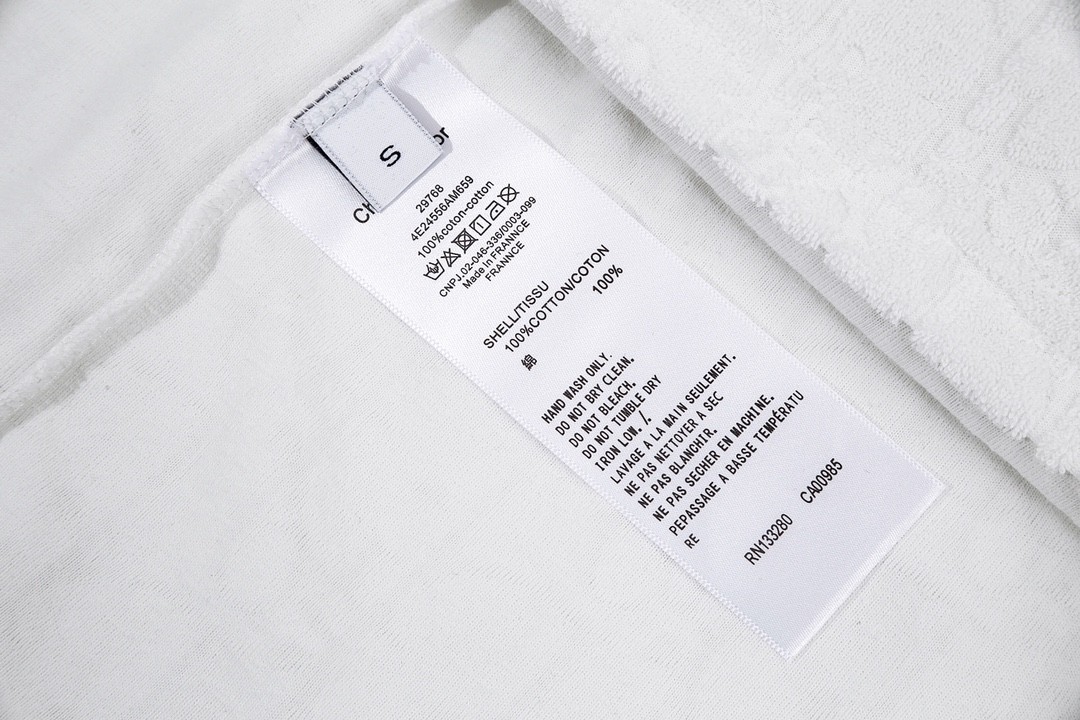 S
29768
4E24556AM659
100%coton-cotton
CNPJ.02-046-336/0003-099
Made In FRANNCE
FRANNCE
SHELL/TISSU
100%COTTON/COTON
100%
綿
HAND WASH ONLY.
DO NOT BRY CLEAN.
DO NOT BLEACH.
DO NOT TUMBLE DRY
IRON LOW. /.
LAVAGE A LA MAIN SEULEMENT.
NE PAS NETTOYER A SEC
NE PAS BLANCHIR.
NE PAS SECHER EN MACHINE.
PEPASSAGE A BASSE TEMPÉRATU
RE
RN133280 CA00985